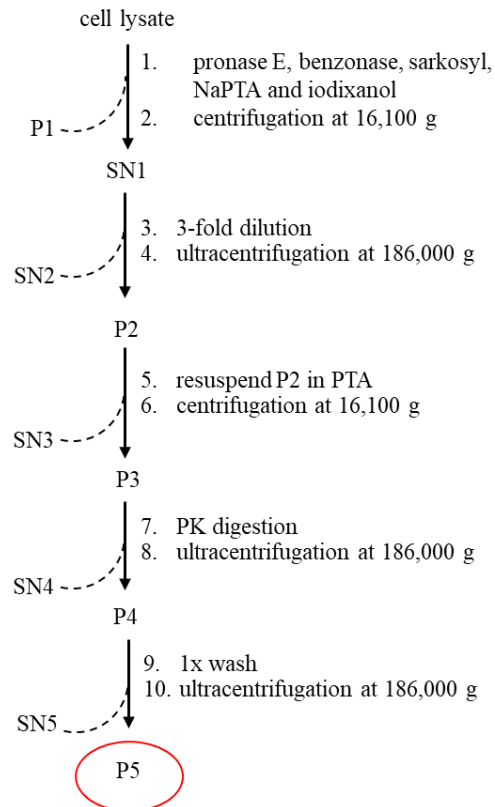 cell lysate
1. pronase E, benzonase, sarkosyl,
NaPTA and iodixanol
P1
2. centrifugation at 16,100 g
SN1
3. 3-fold dilution
4. ultracentrifugation at 186,000 g
SN2
P2
5. resuspend P2 in PTA
6. centrifugation at 16,100 g
SN3
P3
7. PK digestion
8. ultracentrifugation at 186,000 g
SN4
P4
9. 1x wash
10. ultracentrifugation at 186,000 g
SN5
P5